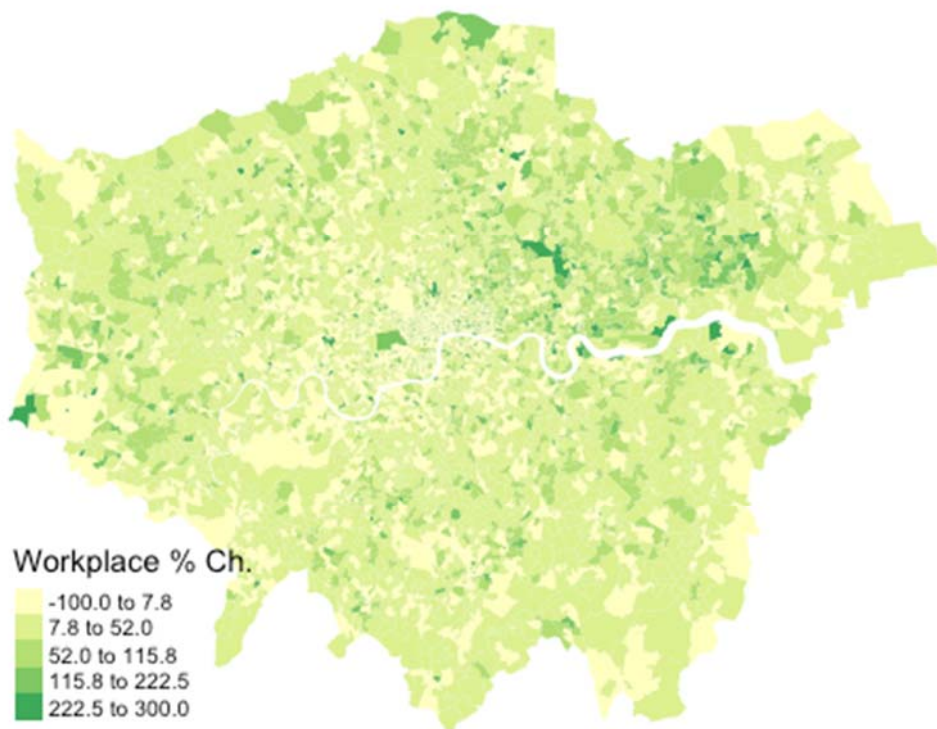 Workplace % Ch.
-100.0 to 7.8
7.8 to 52.0
52.0 to 115.8
115.8 to 222.5
222.5 to 300.0